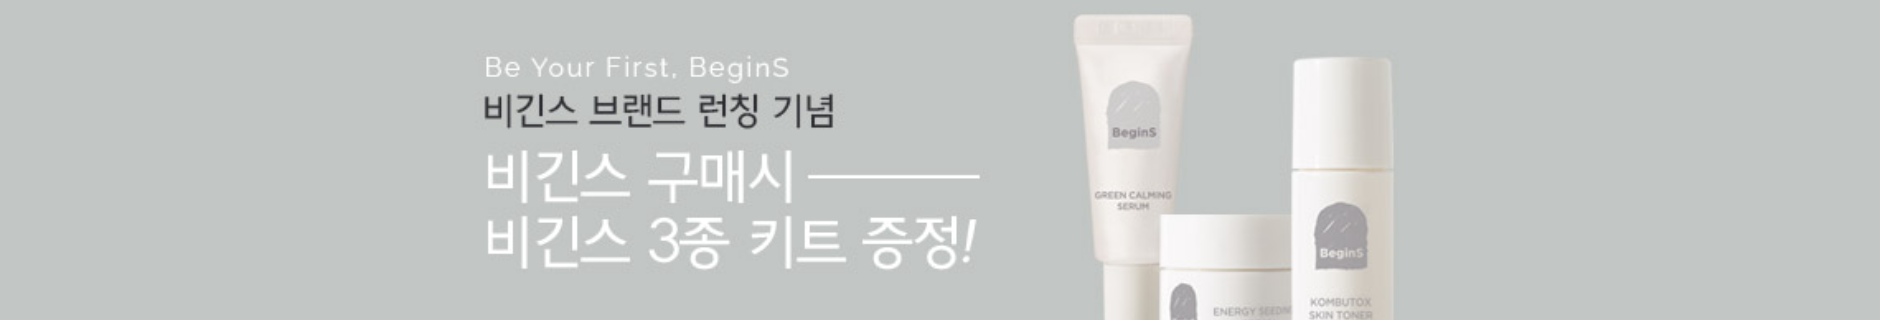 Be Your First, BeginS
비긴스 브랜드 런칭 기념
비긴스 구매시
비긴스 3종 키트 증정!
BeginS
GREEN CALMING
SERUM
BeginS
KOMBUTOX
SKIN TONER
ENERGY